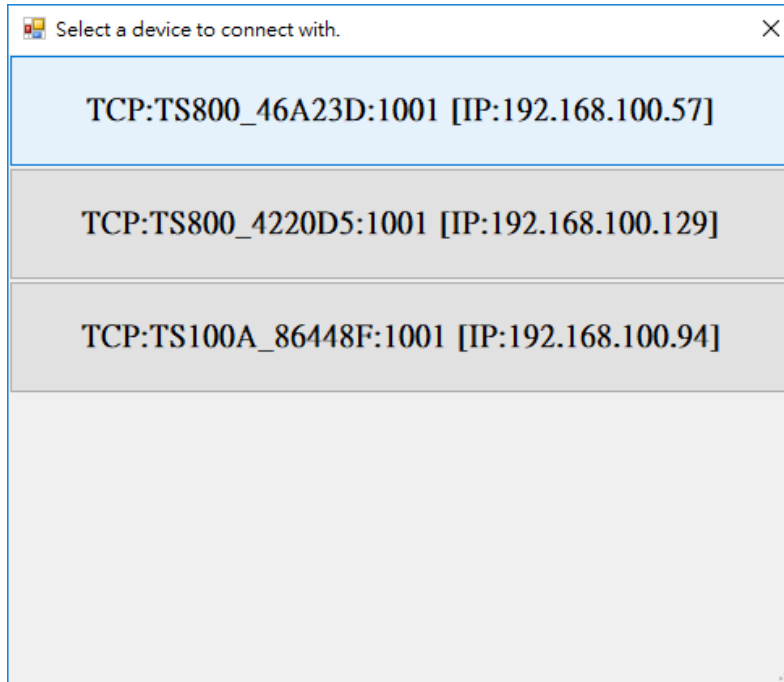 Select a device to connect with.
TCP:TS800_46A23D:1001 [IP:192.168.100.57]
TCP:TS800_4220D5:1001 [IP:192.168.100.129]
TCP:TS100A_86448F:1001 [IP:192.168.100.94]